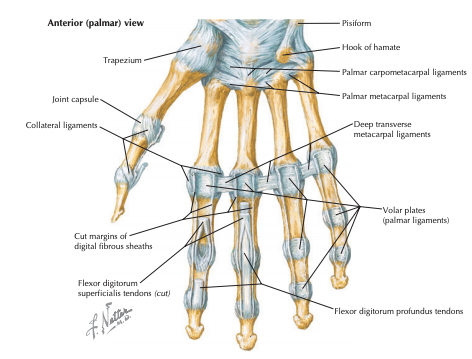 Anterior (palmar) view
Pisiform
Hook of hamate
Trapezium
Palmar carpometacarpal ligaments
Palmar metacarpal ligaments
Joint capsule
Collateral ligaments
Deep transverse
metacarpal ligaments
Volar plates
(palmar ligaments)
Cut margins of
digital fibrous sheaths
Flexor digitorum
superficialis tendons (cut)
Flexor digitorum profundus tendons
F. Netter
M.D.